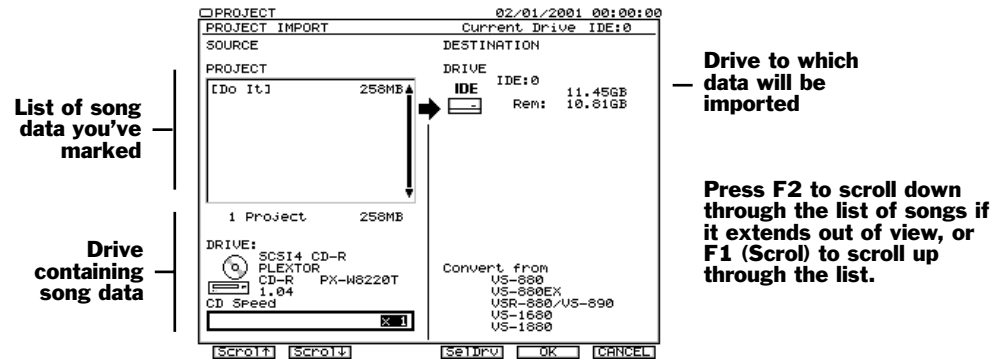 PROJECT 02/01/2001 00:00:00
PROJECT IMPORT Current Drive IDE:0
SOURCE DESTINATION
PROJECT DRIVE
[Do It] 258MB
IDE IDE:0
11.45GB
Rem: 10.81GB
1 Project 258MB
DRIVE:
SCSI4 CD-R
PLEXTOR
CD-R PX-W8220T
1.04
CD Speed
x 1
Convert from
VS-880
VS-880EX
VSR-880/VS-890
VS-1680
VS-1880
Scrol↑ Scrol↓ SelDrv OK CANCEL
List of song
data you've
marked
Drive
containing
song data
Drive to which
data will be
imported
Press F2 to scroll down
through the list of songs if
it extends out of view, or
F1 (Scrol) to scroll up
through the list.